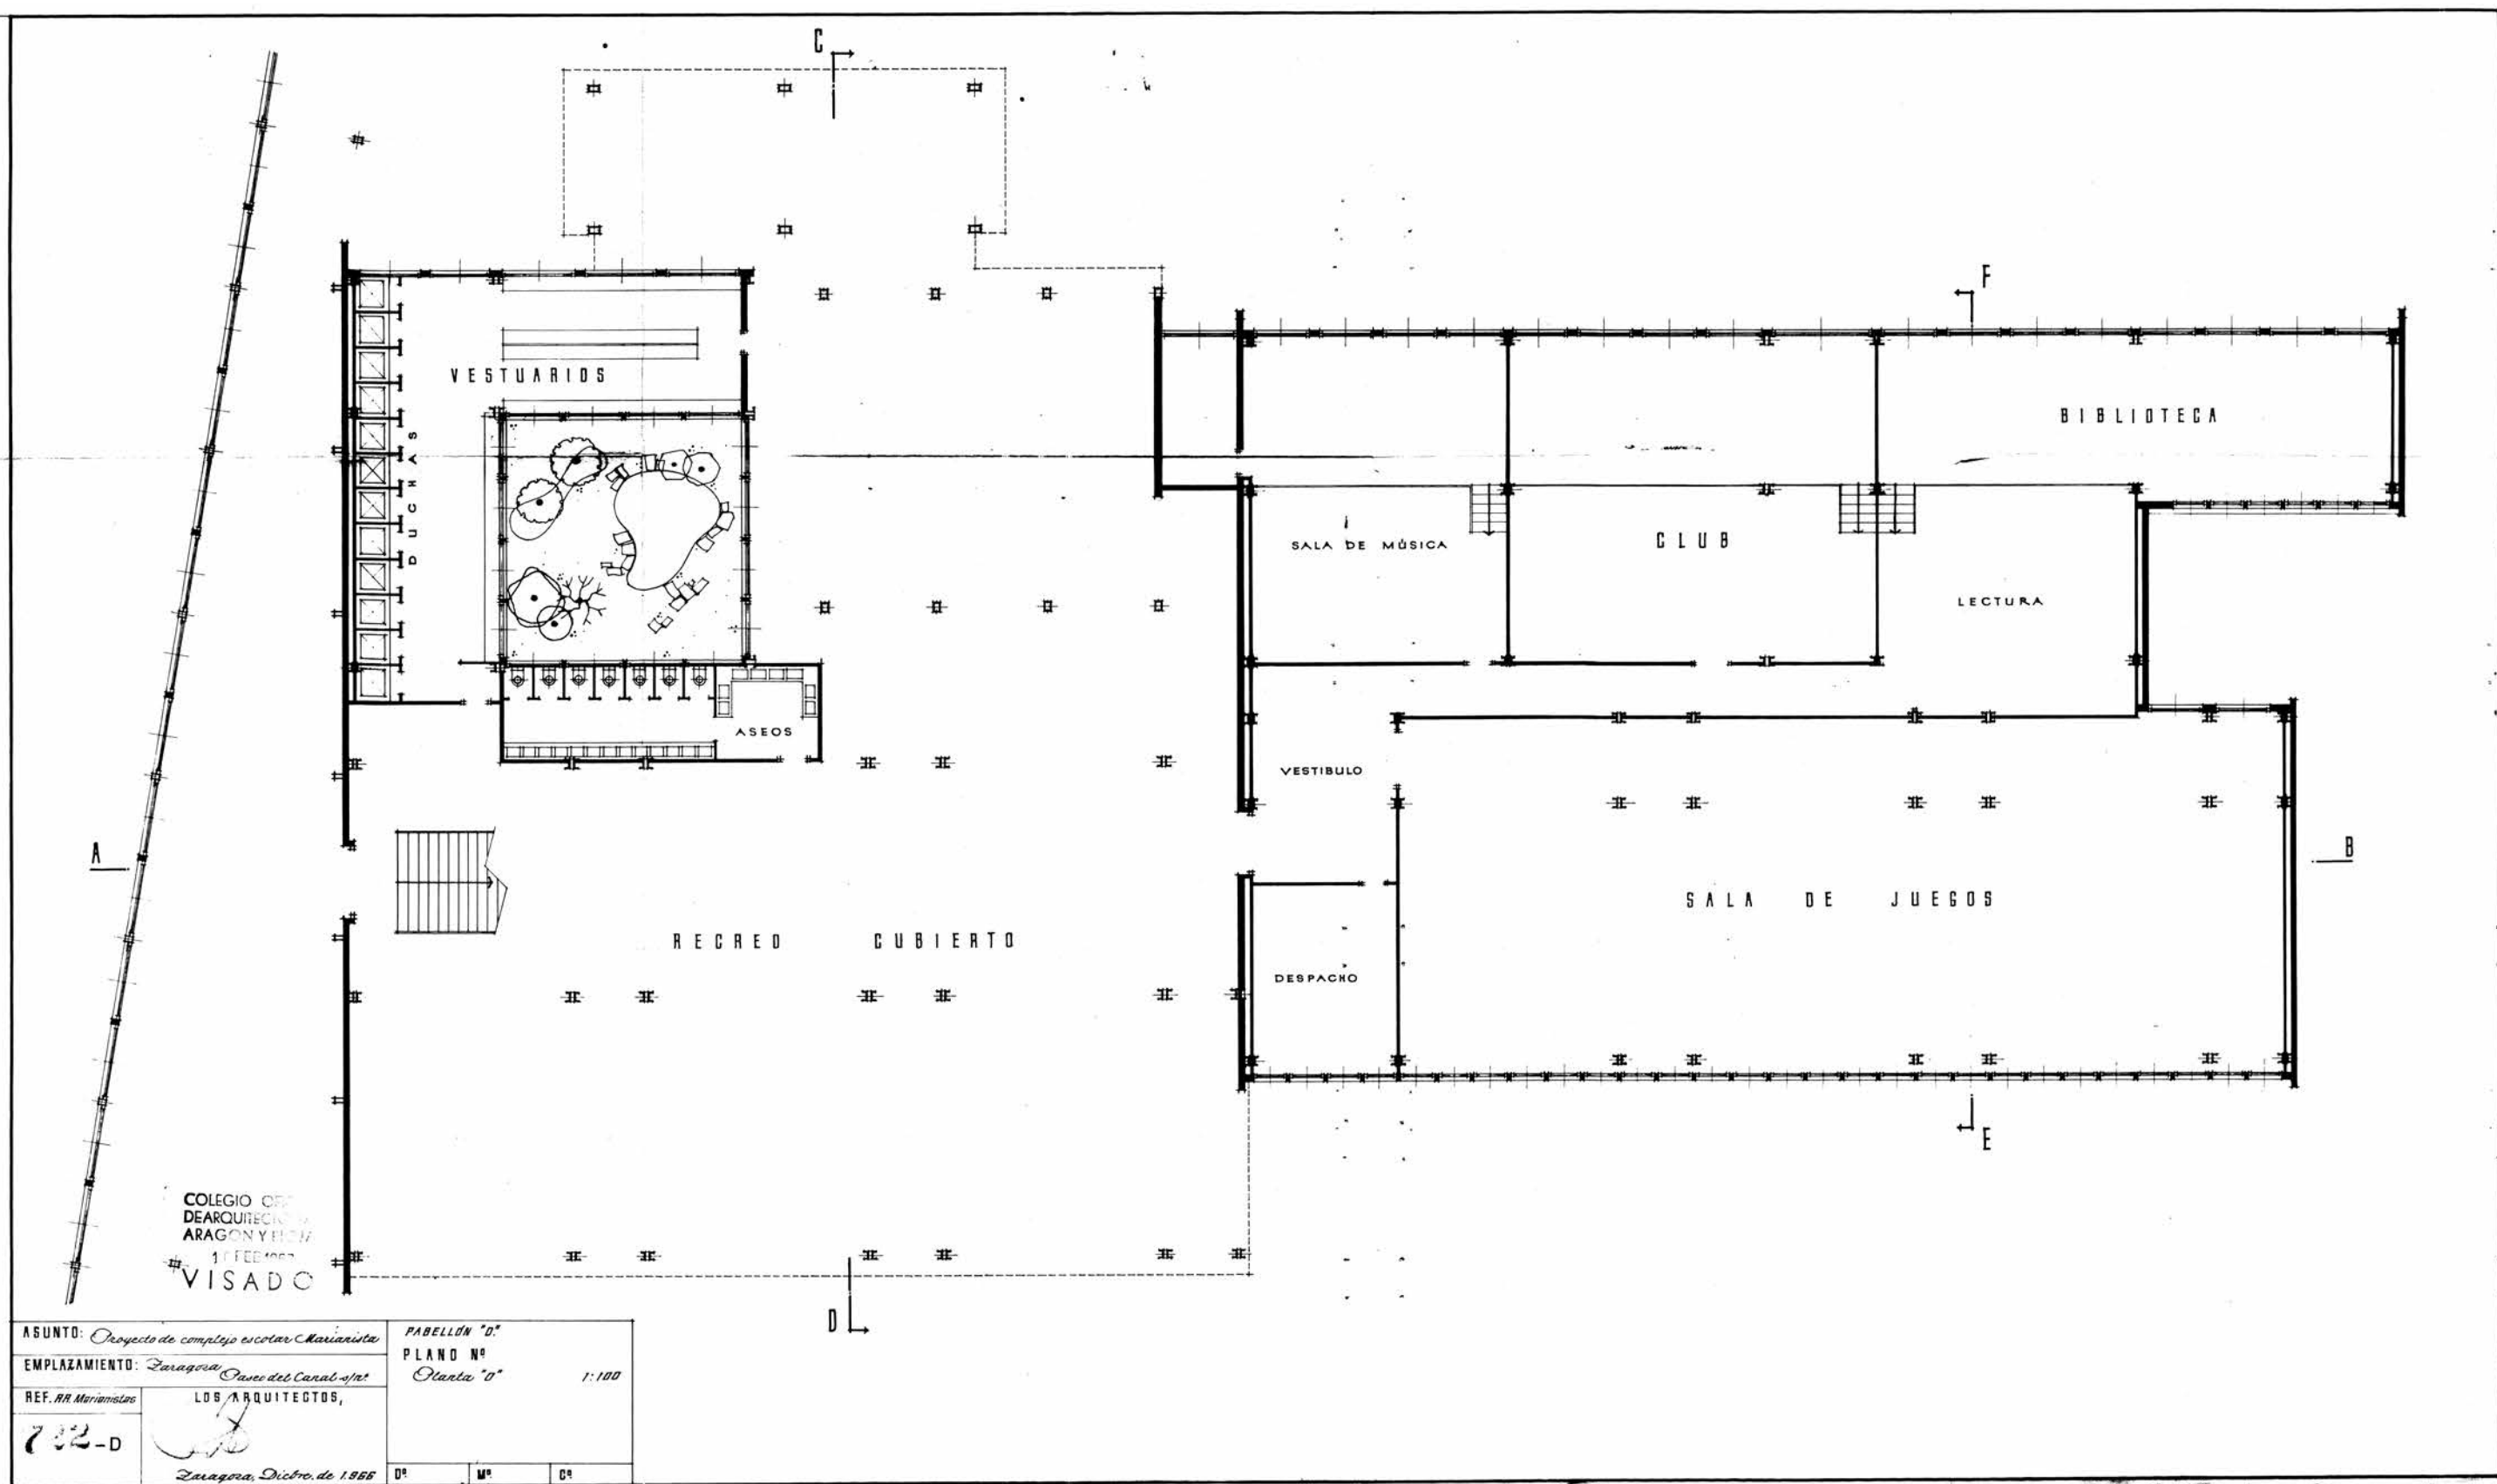 C
F
VESTUARIOS
BIBLIOTECA
DUCHAS
SALA DE MÚSICA
CLUB
LECTURA
ASEOS
VESTIBULO
A
B
SALA DE JUEGOS
RECREO CUBIERTO
DESPACHO
E
D
COLEGIO
ARAGON Y
VISADO
ASUNTO: Proyecto de complejo escolar Marianista
EMPLAZAMIENTO: Zaragoza
Paseo del Canal s/nº
REF. RR. Marianistas
LOS ARQUITECTOS,
-D
Zaragoza, Dicbre. de 1.966
PABELLÓN "D."
PLANO Nº
Planta "0" 1:100
Dº Mº Cº